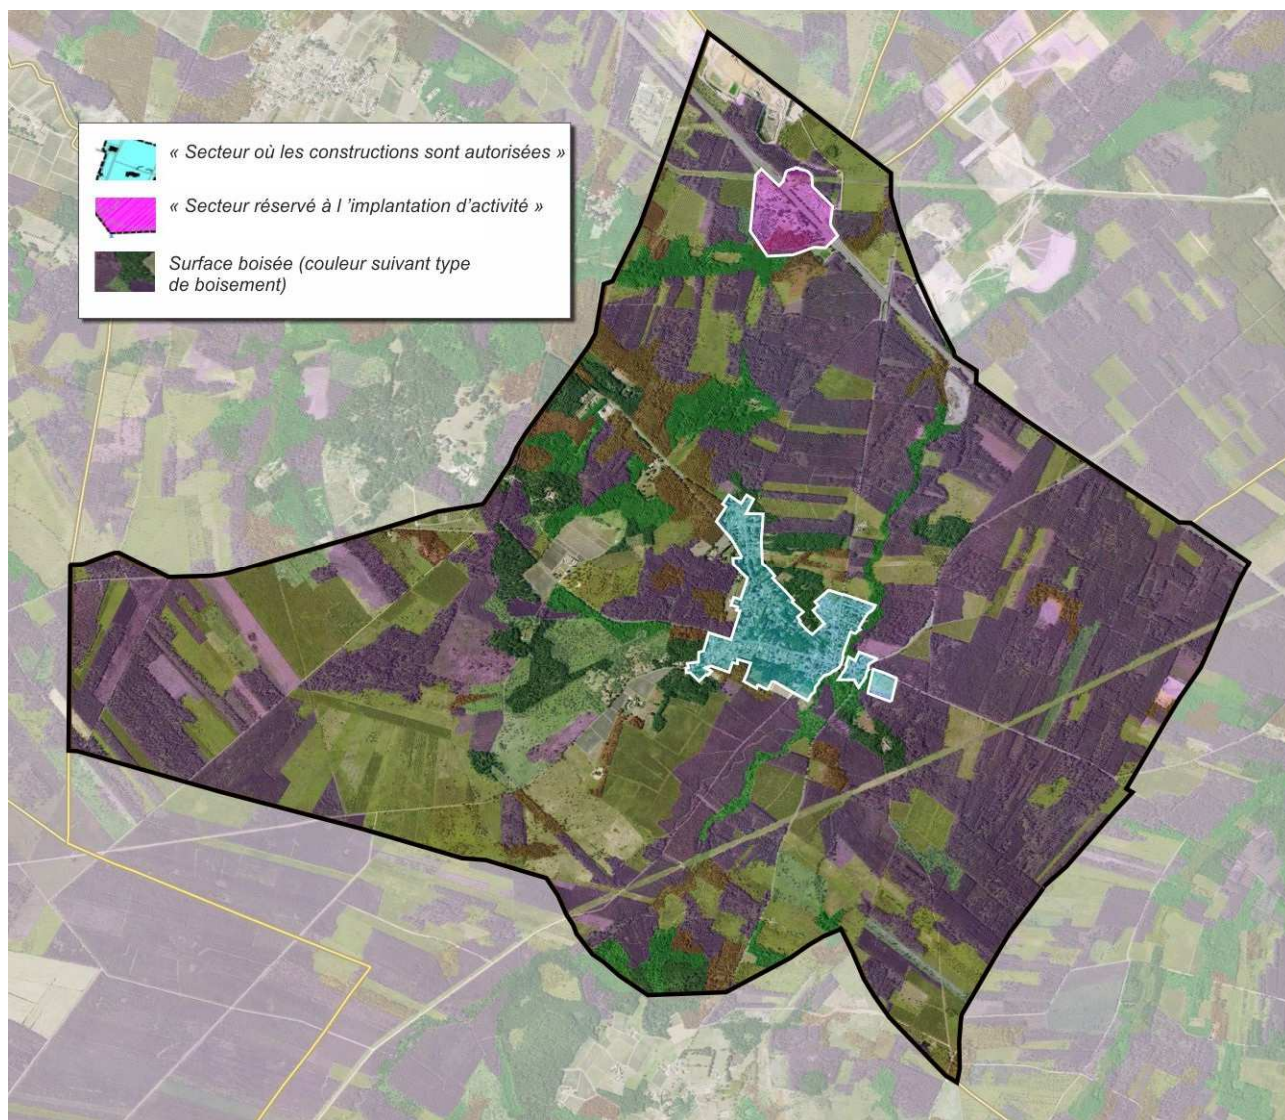 « Secteur où les constructions sont autorisées »
« Secteur réservé à l ’implantation d’activité »
Surface boisée (couleur suivant type
de boisement)